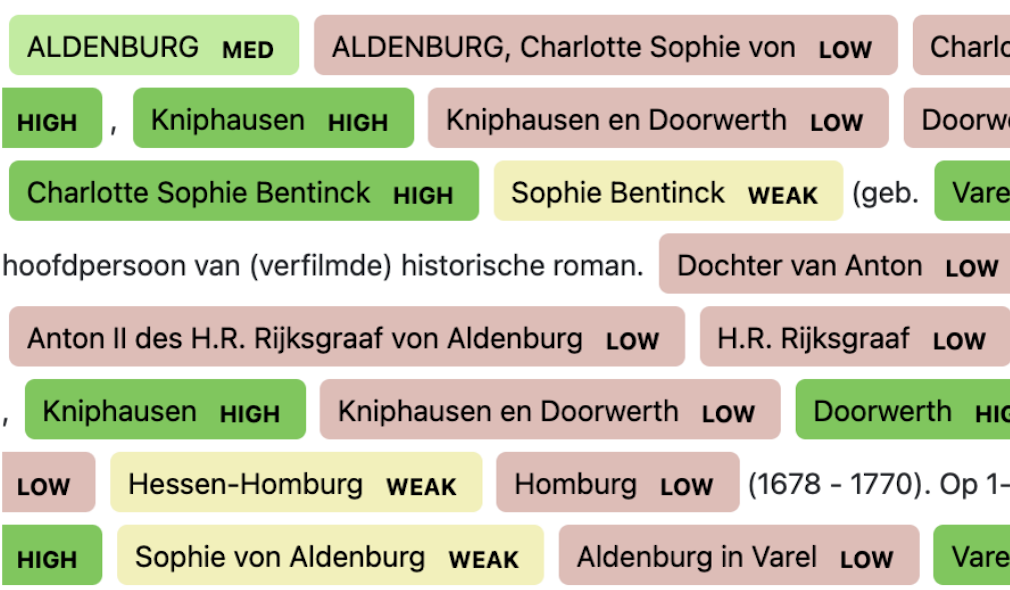 ALDENBURG MED ALDENBURG, Charlotte Sophie von LOW
HIGH , Kniphausen HIGH Kniphausen en Doorwerth LOW
Charlotte Sophie Bentinck HIGH Sophie Bentinck WEAK (geb. Vare
hoofdpersoon van (verfilmde) historische roman. Dochter van Anton LOW
Anton II des H.R. Rijksgraaf von Aldenburg LOW H.R. Rijksgraaf LOW
, Kniphausen HIGH Kniphausen en Doorwerth LOW Doorwerth
LOW Hessen-Homburg WEAK Homburg LOW (1678 - 1770). Op 1-
HIGH Sophie von Aldenburg WEAK Aldenburg in Varel LOW Vare